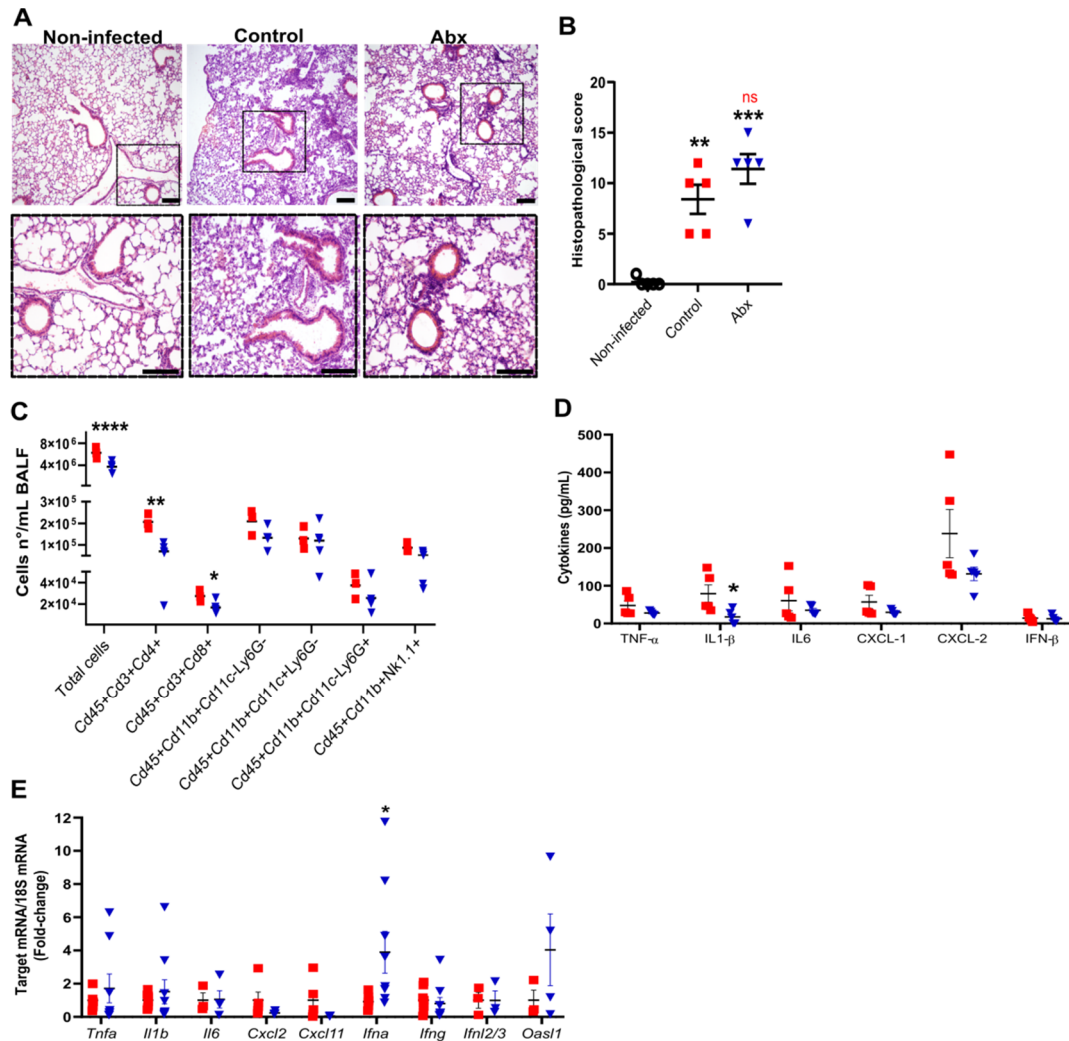 A
Non-infected Control Abx
B
Histopathological score
20
15
10
5
0
ns
**
***
Non-infected
Control
Abx
C
Cells n°/mL BALF
8×10⁶
4×10⁶
3×10⁵
2×10⁵
1×10⁵
4×10⁴
2×10⁴
****
**
*
Total cells
Cd45+Cd3+Cd4+
Cd45+Cd3+Cd8+
Cd45+Cd11b+Cd11c-Ly6G-
Cd45+Cd11b+Cd11c+Ly6G-
Cd45+Cd11b+Cd11c-Ly6G+
Cd45+Cd11b+Nk1.1+
D
Cytokines (pg/mL)
500
400
300
200
100
0
*
TNF-α IL1-β IL6 CXCL-1 CXCL-2 IFN-β
E
Target mRNA/18S mRNA
(Fold-change)
12
10
8
6
4
2
0
*
Tnfa Il1b Il6 Cxcl2 Cxcl11 Ifna Ifng Ifnl2/3 Oasl1